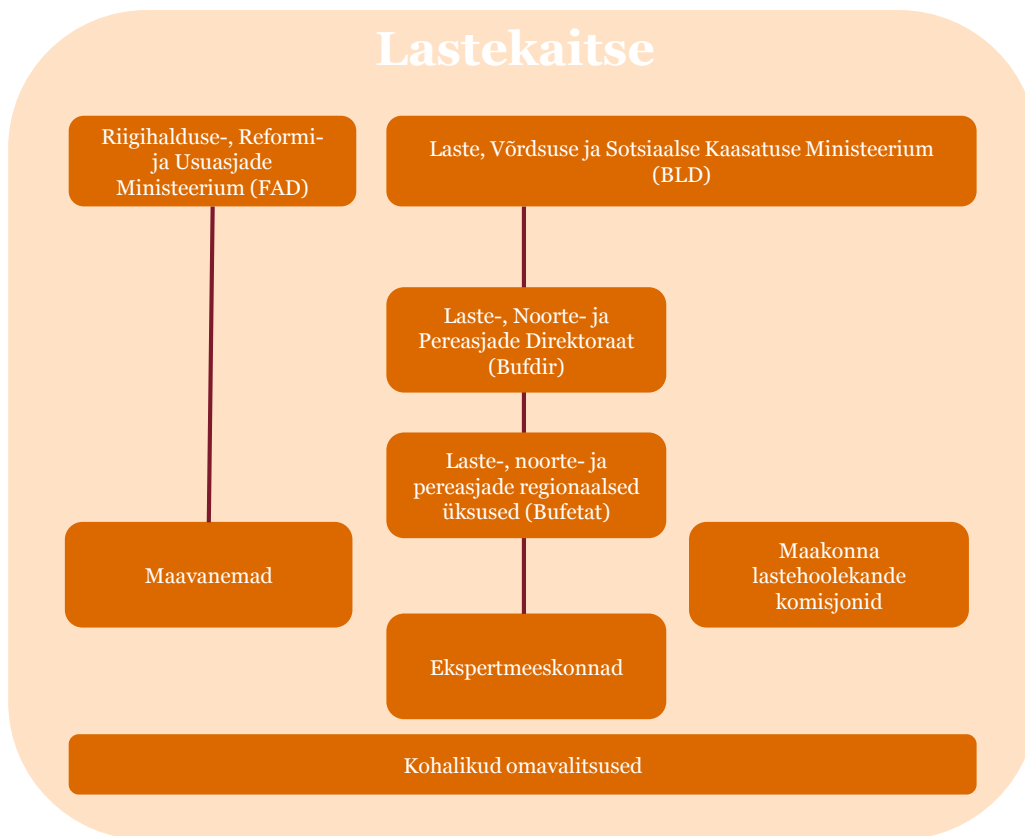 Lastekaitse
Riigihalduse-, Reformi-
ja Usuasjade
Ministeerium (FAD)
Laste, Võrdsuse ja Sotsiaalse Kaasatuse Ministeerium
(BLD)
Laste-, Noorte- ja
Pereasjade Direktoraat
(Bufdir)
Laste-, noorte- ja
pereasjade regionaalsed
üksused (Bufetat)
Maavanemad
Maakonna
lastehoolekande
komisjonid
Ekspertmeeskonnad
Kohalikud omavalitsused